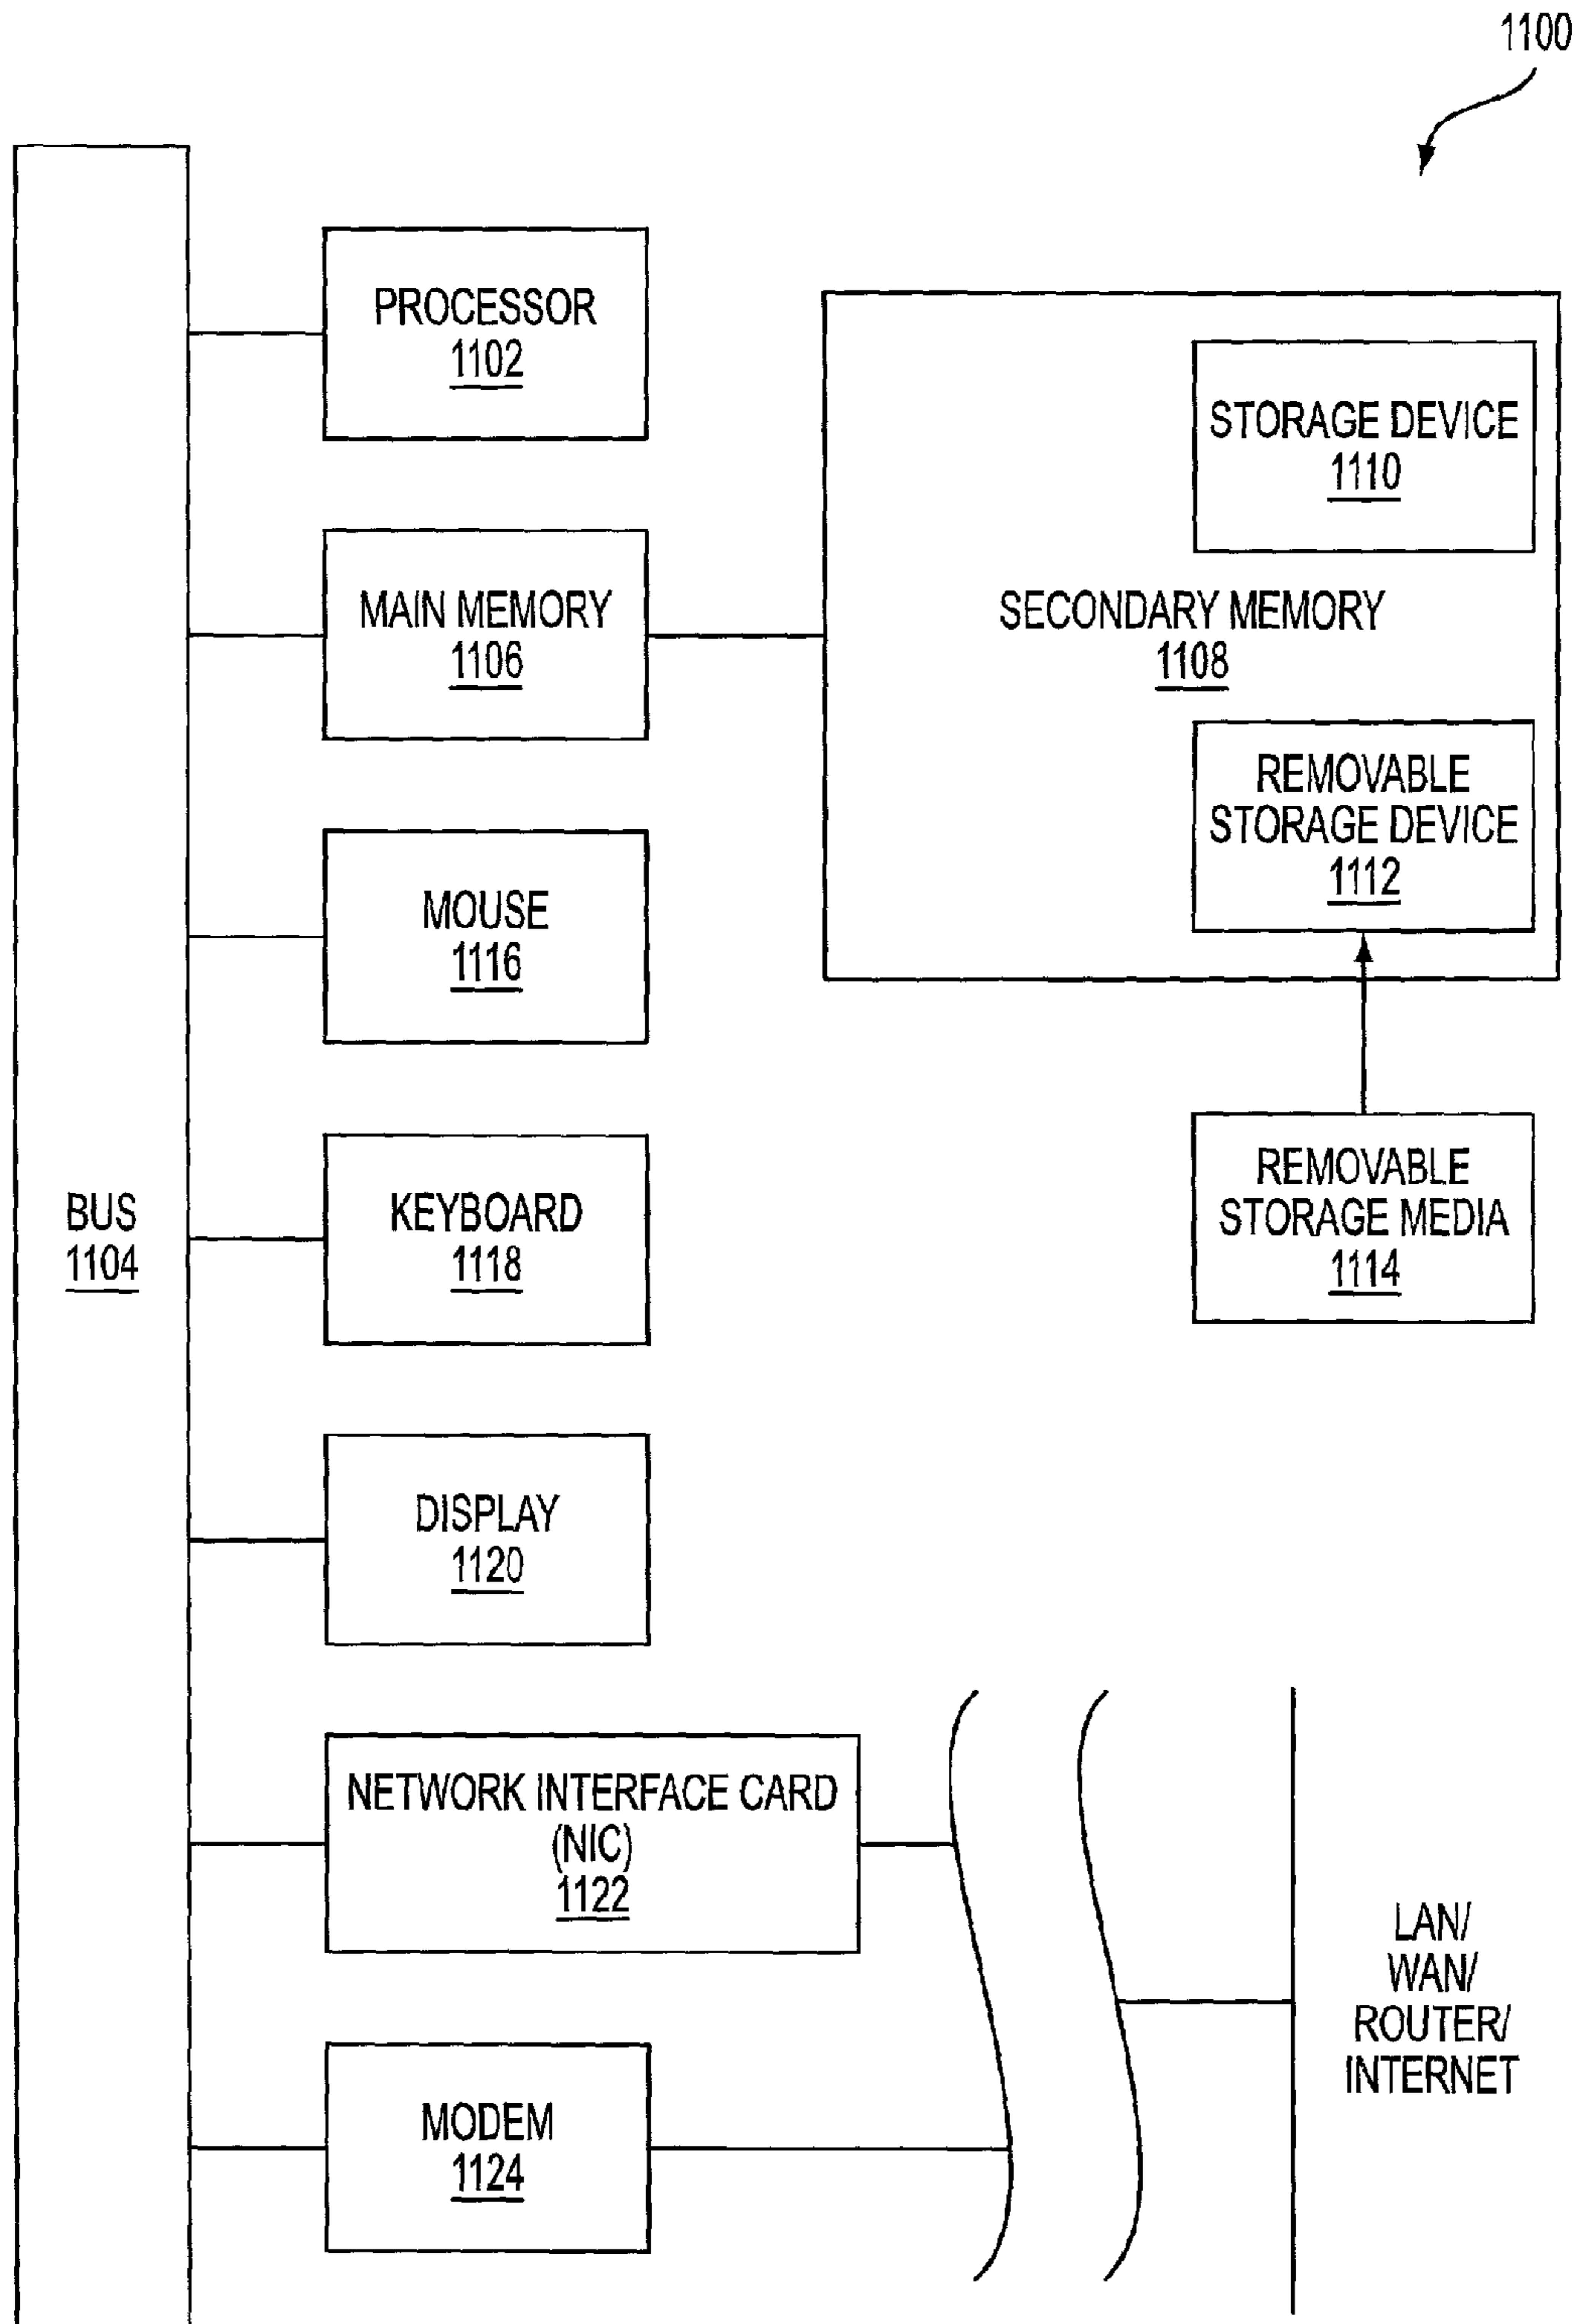 1100
PROCESSOR
1102
STORAGE DEVICE
1110
MAIN MEMORY
1106
SECONDARY MEMORY
1108
REMOVABLE
STORAGE DEVICE
1112
MOUSE
1116
REMOVABLE
STORAGE MEDIA
1114
BUS
1104
KEYBOARD
1118
DISPLAY
1120
NETWORK INTERFACE CARD
(NIC)
1122
LAN/
WAN/
ROUTER/
INTERNET
MODEM
1124